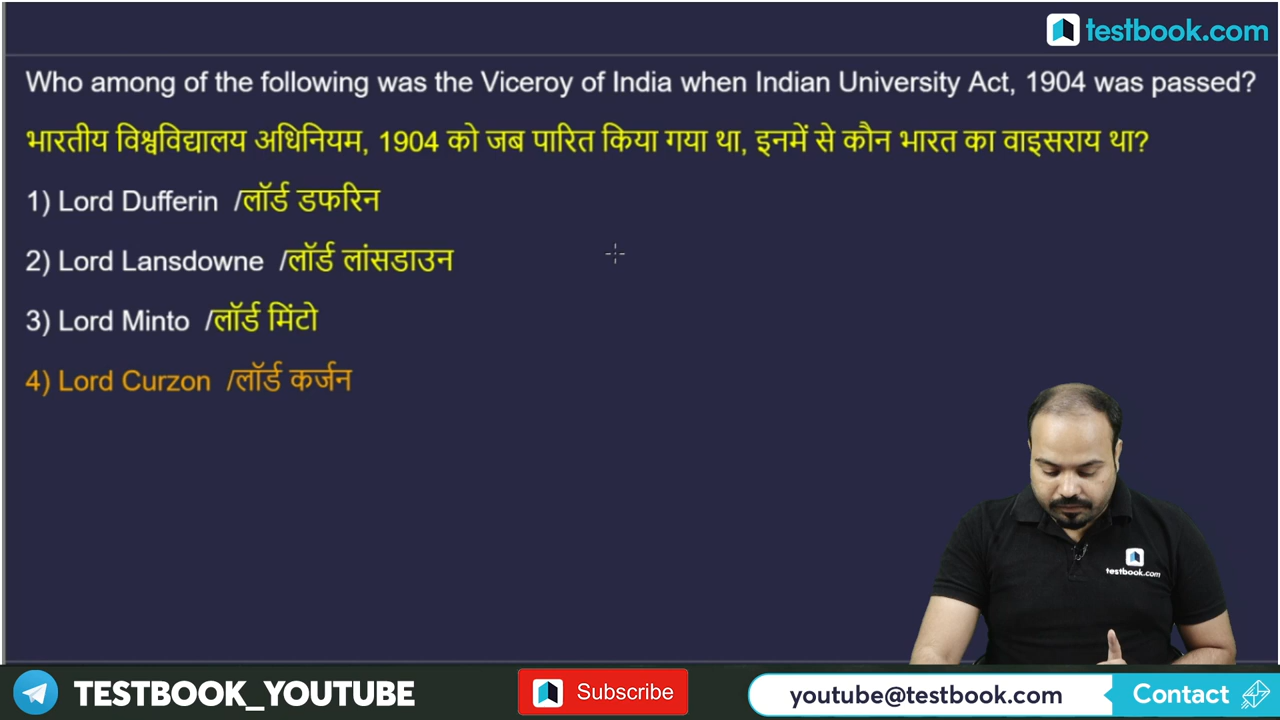 testbook.com
Who among of the following was the Viceroy of India when Indian University Act, 1904 was passed?
भारतीय विश्वविद्यालय अधिनियम, 1904 को जब पारित किया गया था, इनमें से कौन भारत का वाइसराय था?
1) Lord Dufferin /लॉर्ड डफरिन
2) Lord Lansdowne /लॉर्ड लांसडाउन
3) Lord Minto /लॉर्ड मिंटो
4) Lord Curzon /लॉर्ड कर्जन
testbook.com
TESTBOOK_YOUTUBE
Subscribe
youtube@testbook.com
Contact